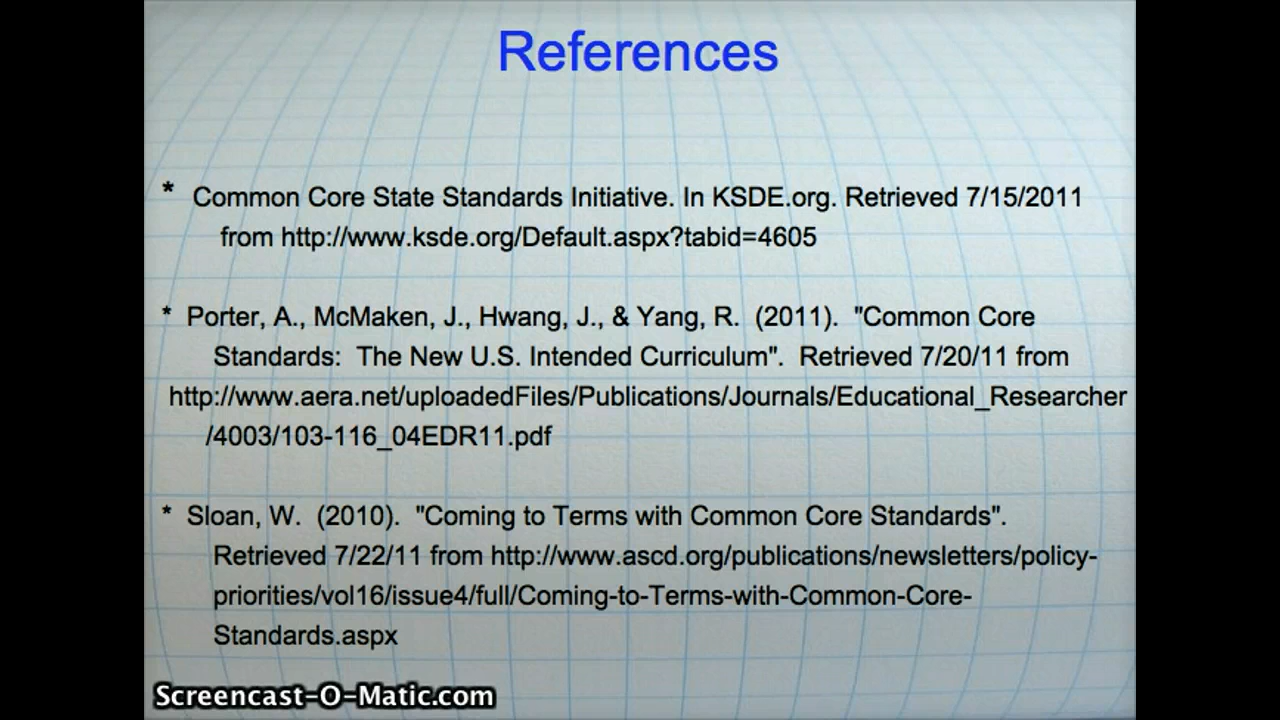 References
* Common Core State Standards Initiative. In KSDE.org. Retrieved 7/15/2011
from http://www.ksde.org/Default.aspx?tabid=4605
* Porter, A., McMaken, J., Hwang, J., & Yang, R. (2011). "Common Core
Standards: The New U.S. Intended Curriculum". Retrieved 7/20/11 from
http://www.aera.net/uploadedFiles/Publications/Journals/Educational_Researcher
/4003/103-116_04EDR11.pdf
* Sloan, W. (2010). "Coming to Terms with Common Core Standards".
Retrieved 7/22/11 from http://www.ascd.org/publications/newsletters/policy-
priorities/vol16/issue4/full/Coming-to-Terms-with-Common-Core-
Standards.aspx
Screencast-O-Matic.com